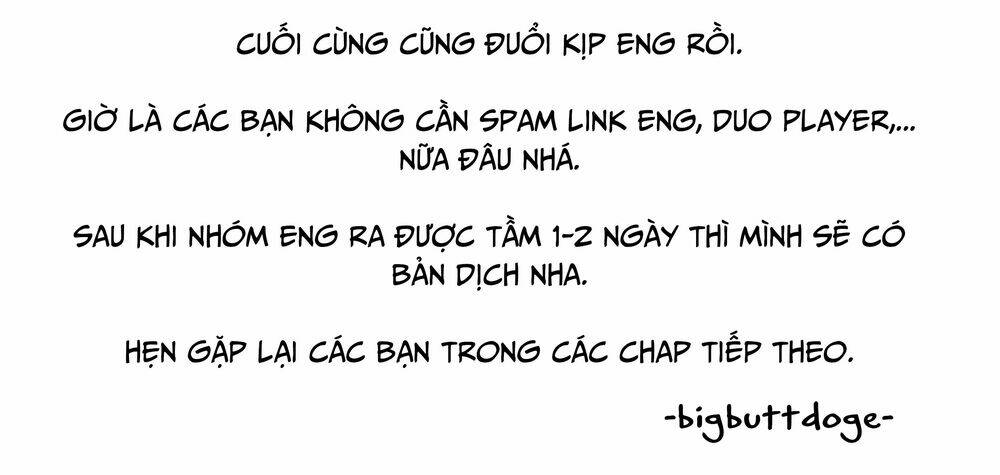 CUỐI CÙNG CŨNG ĐUỔI KỊP ENG RỒI.
GIỜ LÀ CÁC BẠN KHÔNG CẦN SPAM LINK ENG, DUO PLAYER,...
NỮA ĐÂU NHÁ.
SAU KHI NHÓM ENG RA ĐƯỢC TẦM 1-2 NGÀY THÌ MÌNH SẼ CÓ
BẢN DỊCH NHA.
HẸN GẶP LẠI CÁC BẠN TRONG CÁC CHAP TIẾP THEO.
-bigbuttdoge-